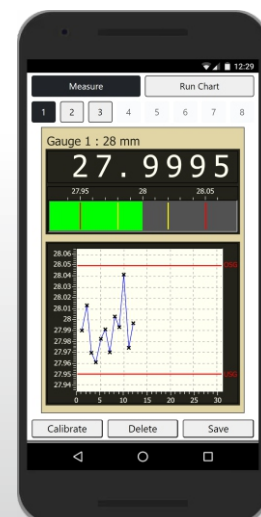 12:29
Measure Run Chart
1 2 3 4 5 6 7 8
Gauge 1 : 28 mm
27.9995
27.95 28 28.05
28.06
28.05 OSG
28.04
28.03
28.02
28.01
28
27.99
27.98
27.97
27.96
27.95 USG
27.94
0 5 10 15 20 25 30
Calibrate Delete Save